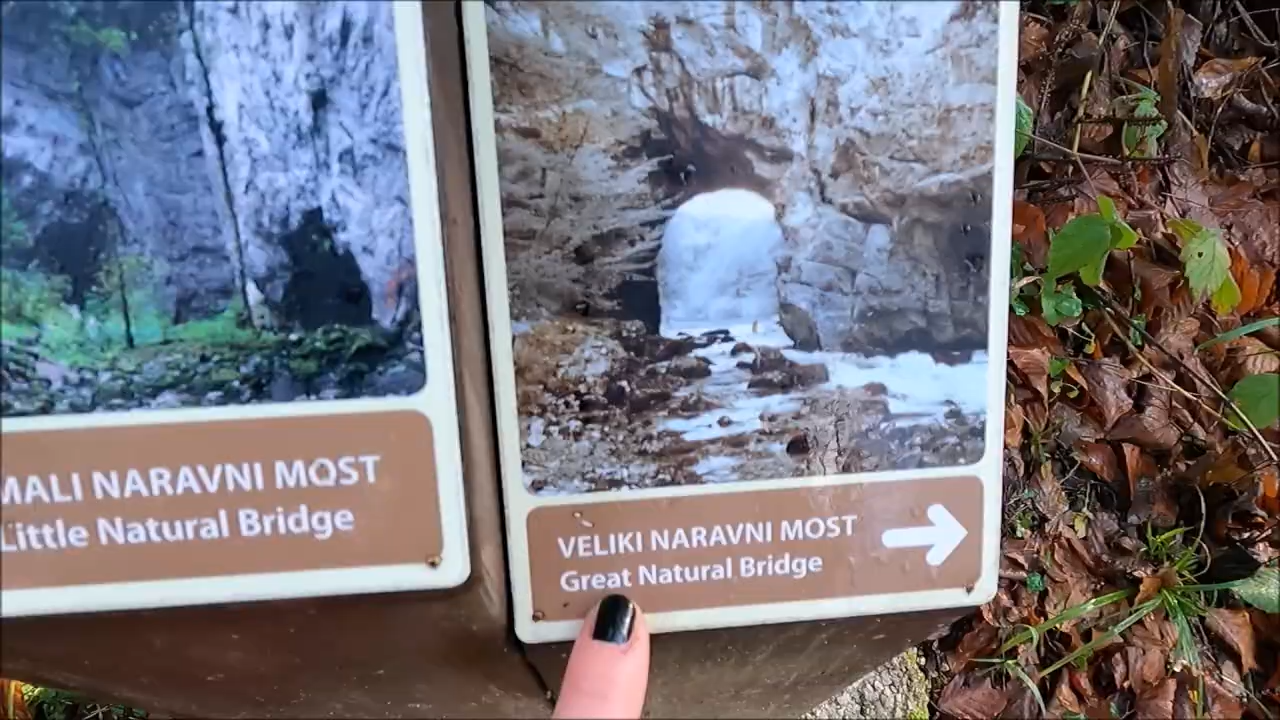 MALI NARAVNI MOST
Little Natural Bridge
VELIKI NARAVNI MOST
Great Natural Bridge